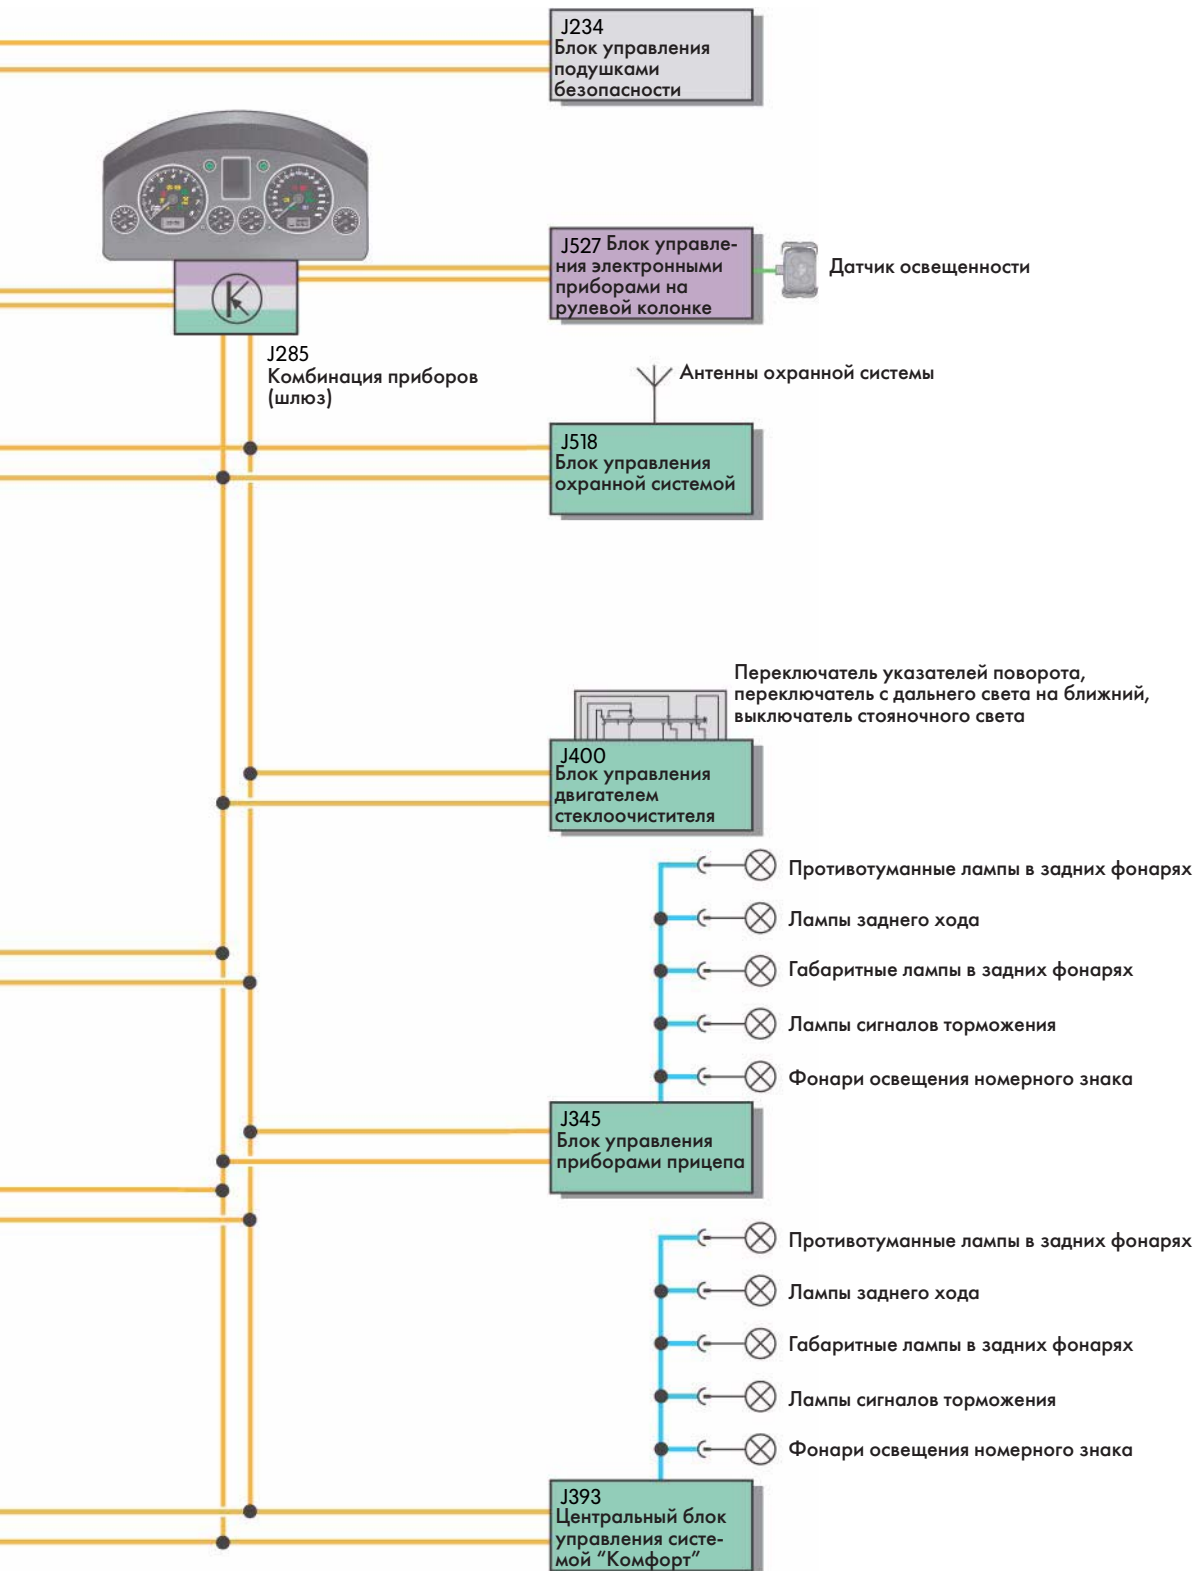 J234
Блок управления
подушками
безопасности
J527 Блок управле-
ния электронными
приборами на
рулевой колонке
Датчик освещенности
J285
Комбинация приборов
(шлюз)
Антенны охранной системы
J518
Блок управления
охранной системой
Переключатель указателей поворота,
переключатель с дальнего света на ближний,
выключатель стояночного света
J400
Блок управления
двигателем
стеклоочистителя
Противотуманные лампы в задних фонарях
Лампы заднего хода
Габаритные лампы в задних фонарях
Лампы сигналов торможения
Фонари освещения номерного знака
J345
Блок управления
приборами прицепа
Противотуманные лампы в задних фонарях
Лампы заднего хода
Габаритные лампы в задних фонарях
Лампы сигналов торможения
Фонари освещения номерного знака
J393
Центральный блок
управления систе-
мой “Комфорт”